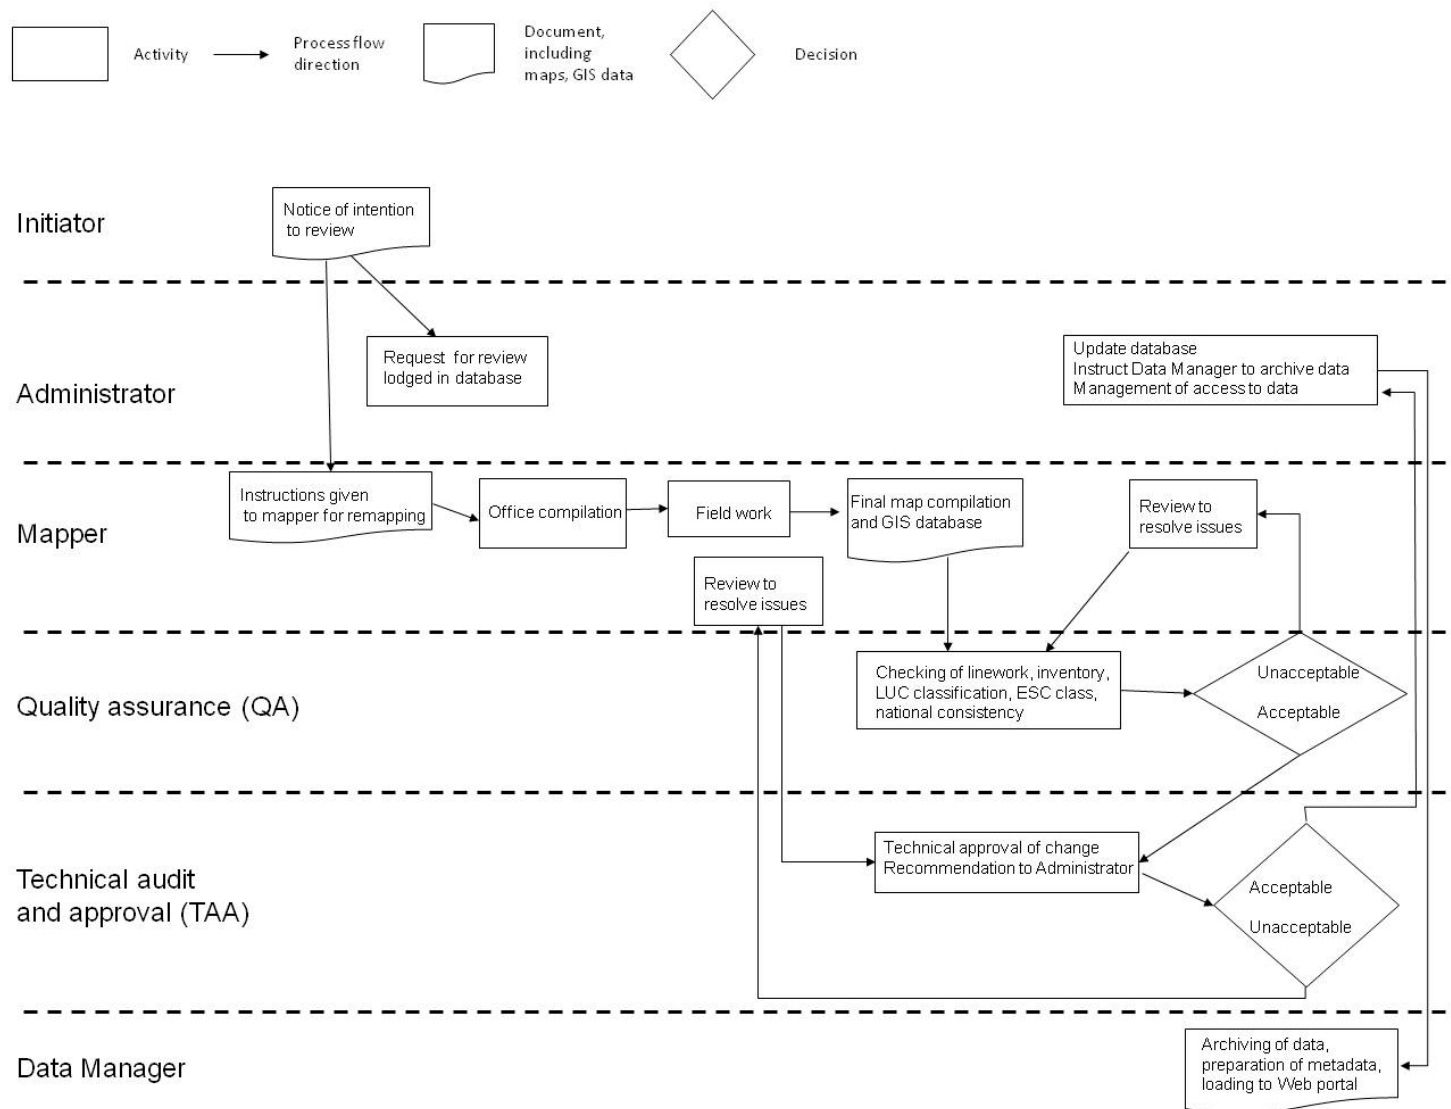 Activity
Process flow
direction
Document,
including
maps, GIS data
Decision
Initiator
Notice of intention
to review
Administrator
Request for review
lodged in database
Update database
Instruct Data Manager to archive data
Management of access to data
Mapper
Instructions given
to mapper for remapping
Office compilation
Field work
Final map compilation
and GIS database
Review to
resolve issues
Review to
resolve issues
Quality assurance (QA)
Checking of linework, inventory,
LUC classification, ESC class,
national consistency
Unacceptable
Acceptable
Technical audit
and approval (TAA)
Technical approval of change
Recommendation to Administrator
Acceptable
Unacceptable
Data Manager
Archiving of data,
preparation of metadata,
loading to Web portal